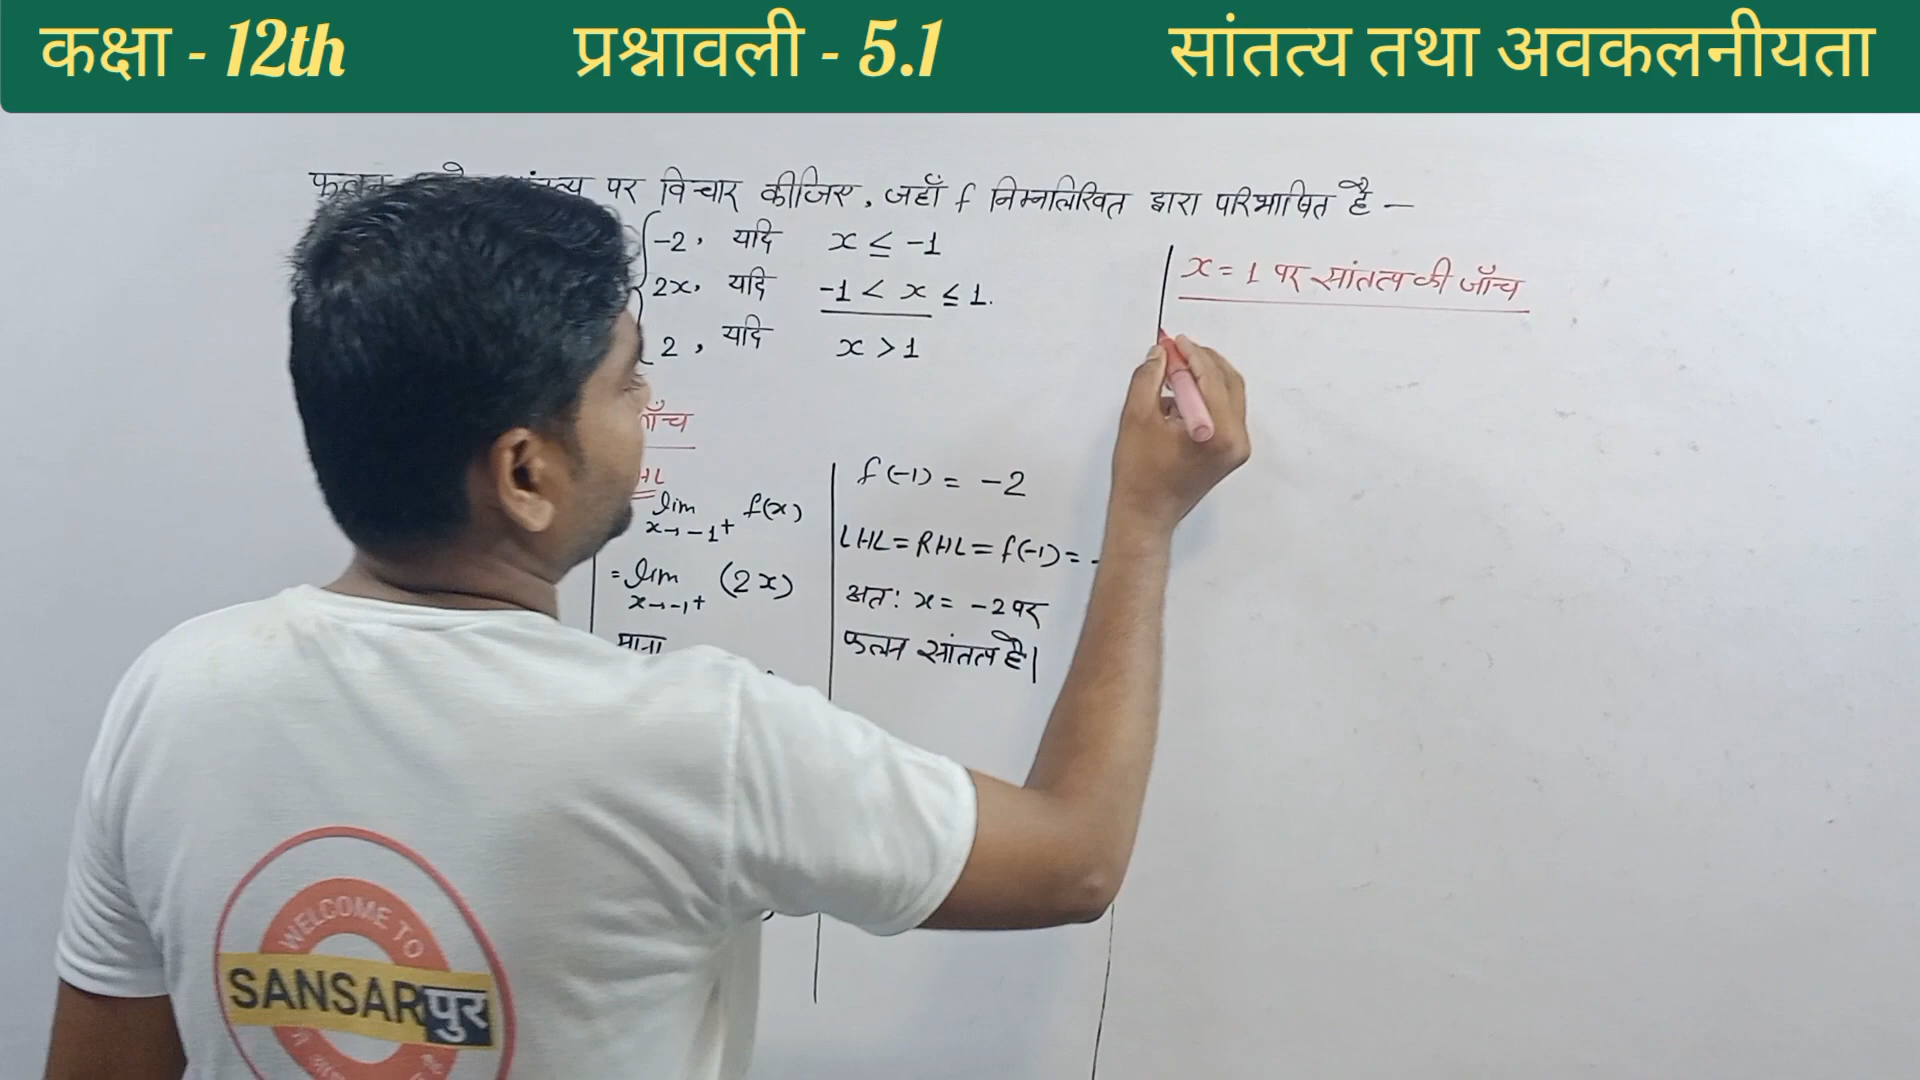 कक्षा - 12th
प्रश्नावली - 5.1
सांतत्य तथा अवकलनीयता
पर विचार कीजिए, जहाँ f निम्नलिखित द्वारा परिभाषित है —
-2, यदि x ≤ -1
2x, यदि -1 < x ≤ 1.
2, यदि x > 1
lim f(x)
x→-1+
= lim (2x)
x→-1+
माना
f(-1) = -2
LHL = RHL = f(-1) =
अत: x = -2 पर
फलन सांतत्य है।
x = 1 पर सांतत्य की जाँच
WELCOME TO
SANSARपुर